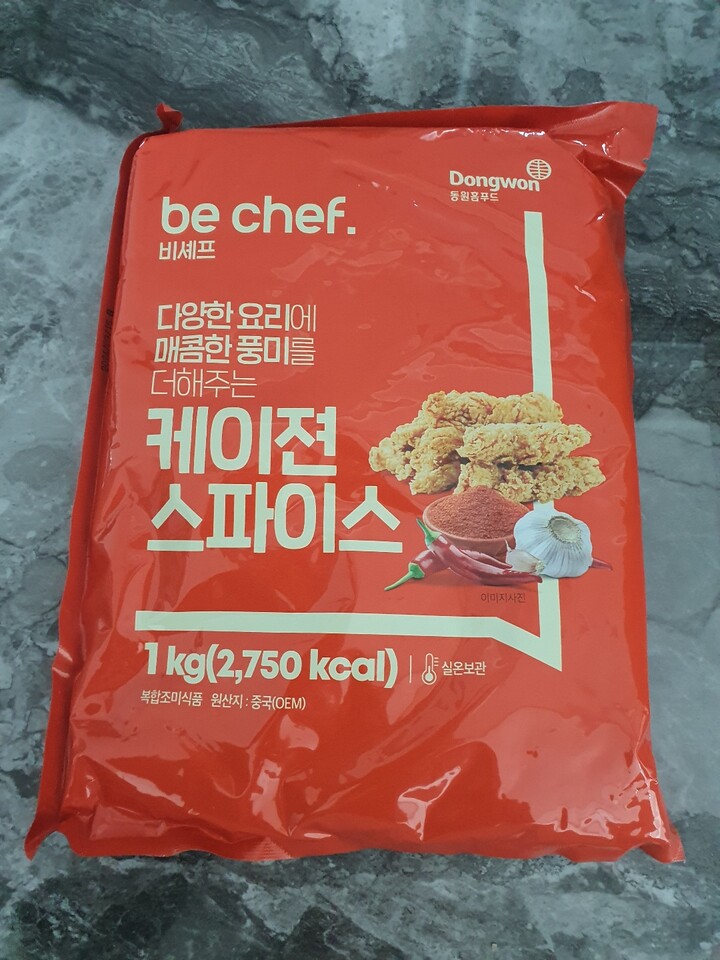 Dongwon
동원홈푸드
be chef.
비셰프
다양한 요리에
매콤한 풍미를
더해주는
케이젼
스파이스
이미지사진
1 kg(2,750 kcal) | 실온보관
복합조미식품 원산지 : 중국(OEM)